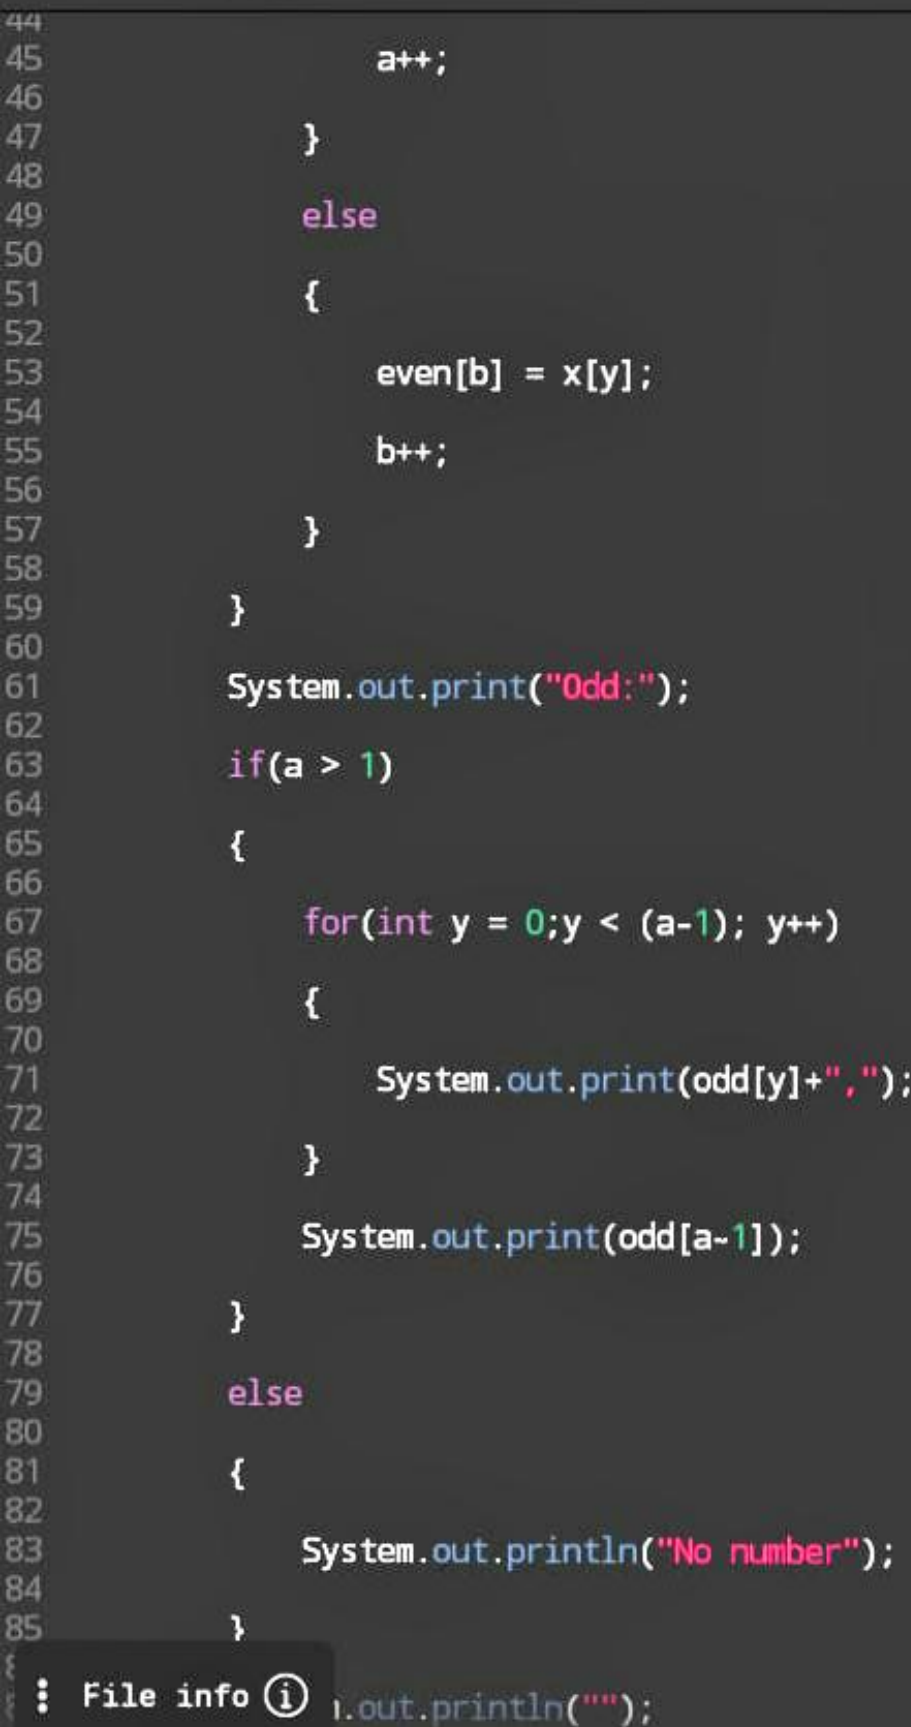 44
45 a++;
46
47 }
48
49 else
50
51 {
52
53 even[b] = x[y];
54
55 b++;
56
57 }
58
59 }
60
61 System.out.print("Odd:");
62
63 if(a > 1)
64
65 {
66
67 for(int y = 0;y < (a-1); y++)
68
69 {
70
71 System.out.print(odd[y]+",");
72
73 }
74
75 System.out.print(odd[a-1]);
76
77 }
78
79 else
80
81 {
82
83 System.out.println("No number");
84
85 }
File info
.out.println("");